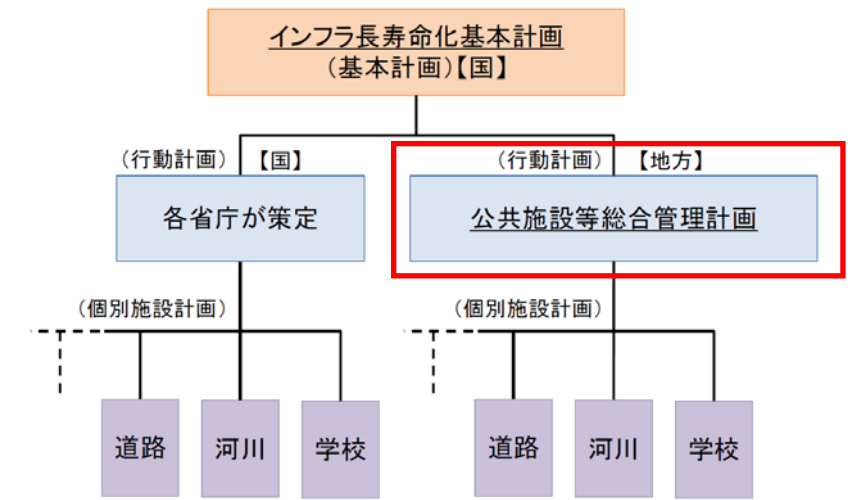 インフラ長寿命化基本計画
(基本計画)【国】
(行動計画) 【国】
(行動計画) 【地方】
各省庁が策定
公共施設等総合管理計画
(個別施設計画)
(個別施設計画)
道路
河川
学校
道路
河川
学校